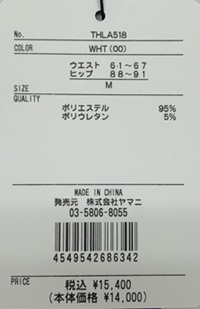 No. THLA518
COLOR WHT(00)
ウエスト 61~67
ヒップ 88~91
SIZE M
QUALITY
ポリエステル 95%
ポリウレタン 5%
MADE IN CHINA
発売元 株式会社ヤマニ
03-5806-8055
4549542686342
PRICE 税込 ¥15,400
(本体価格 ¥14,000)